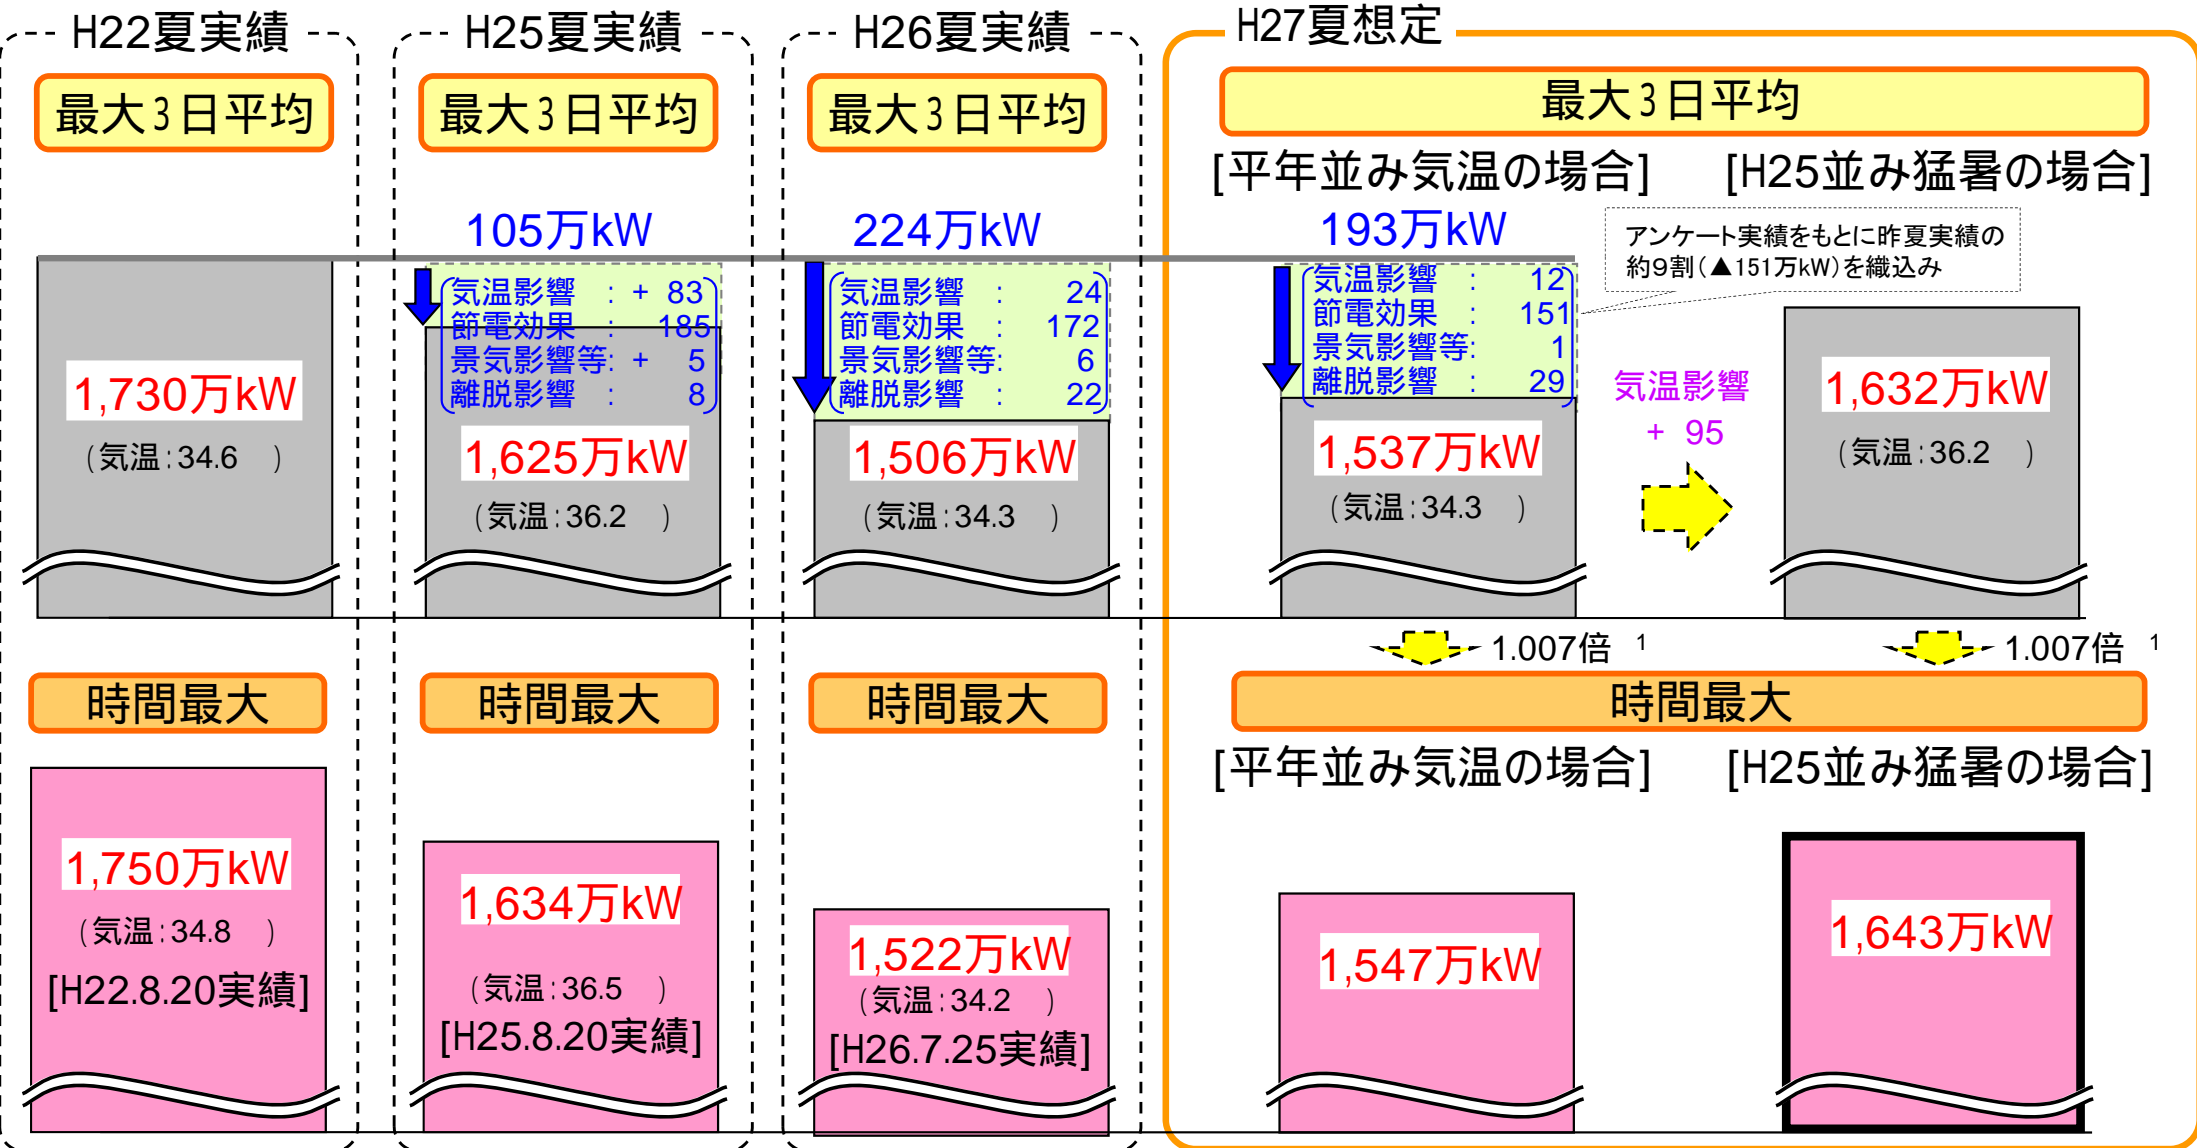 H22夏実績
最大3日平均
1,730万kW
(気温:34.6 )
時間最大
1,750万kW
(気温:34.8 )
[H22.8.20実績]
H25夏実績
最大3日平均
105万kW
気温影響 : + 83
節電効果 : 185
景気影響等: + 5
離脱影響 : 8
1,625万kW
(気温:36.2 )
時間最大
1,634万kW
(気温:36.5 )
[H25.8.20実績]
H26夏実績
最大3日平均
224万kW
気温影響 : 24
節電効果 : 172
景気影響等: 6
離脱影響 : 22
1,506万kW
(気温:34.3 )
時間最大
1,522万kW
(気温:34.2 )
[H26.7.25実績]
H27夏想定
最大3日平均
[平年並み気温の場合]
193万kW
気温影響 : 12
節電効果 : 151
景気影響等: 1
離脱影響 : 29
1,537万kW
(気温:34.3 )
アンケート実績をもとに昨夏実績の
約9割(▲151万kW)を織込み
気温影響
+ 95
[H25並み猛暑の場合]
1,632万kW
(気温:36.2 )
1.007倍 1
1.007倍 1
時間最大
[平年並み気温の場合]
1,547万kW
[H25並み猛暑の場合]
1,643万kW